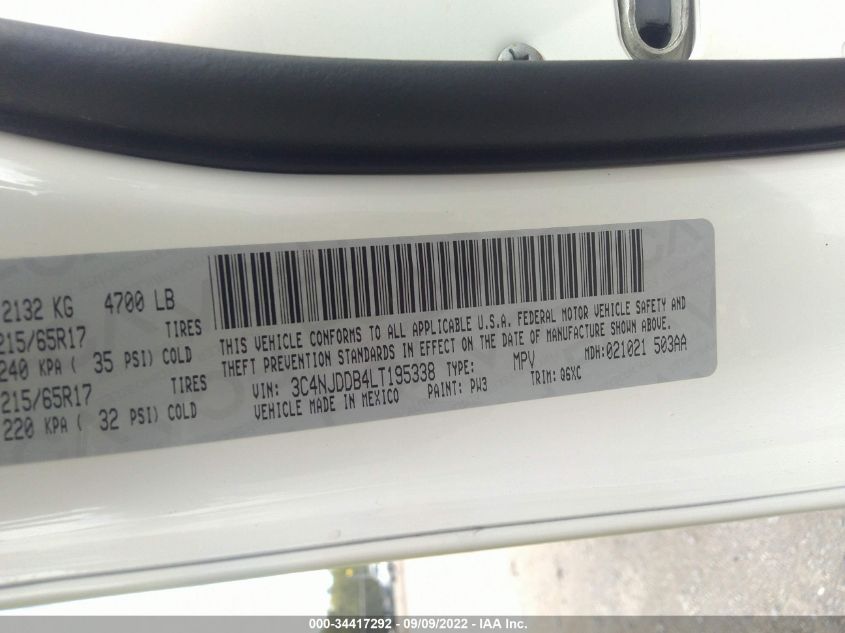 2132 KG 4700 LB
215/65R17 TIRES
240 KPA ( 35 PSI) COLD
215/65R17 TIRES
220 KPA ( 32 PSI) COLD
THIS VEHICLE CONFORMS TO ALL APPLICABLE U.S.A. FEDERAL MOTOR VEHICLE SAFETY AND
THEFT PREVENTION STANDARDS IN EFFECT ON THE DATE OF MANUFACTURE SHOWN ABOVE.
VIN: 3C4NJDDB4LT195338 TYPE: MPV MDH:021021 503AA
VEHICLE MADE IN MEXICO PAINT: PW3 TRIM: Q6XC
000-34417292 - 09/09/2022 - IAA Inc.